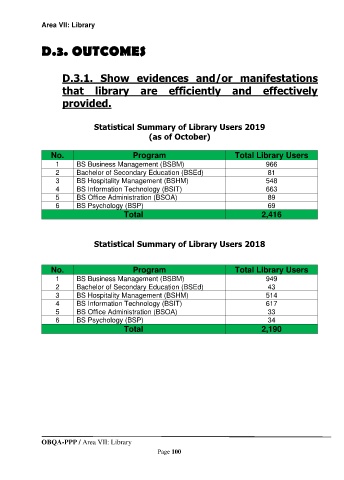 Area VII: Library
D.3. OUTCOMES
D.3.1. Show evidences and/or manifestations
that library are efficiently and effectively
provided.
Statistical Summary of Library Users 2019
(as of October)
No. Program Total Library Users
1 BS Business Management (BSBM) 966
2 Bachelor of Secondary Education (BSEd) 81
3 BS Hospitality Management (BSHM) 548
4 BS Information Technology (BSIT) 663
5 BS Office Administration (BSOA) 89
6 BS Psychology (BSP) 69
Total 2,416
Statistical Summary of Library Users 2018
No. Program Total Library Users
1 BS Business Management (BSBM) 949
2 Bachelor of Secondary Education (BSEd) 43
3 BS Hospitality Management (BSHM) 514
4 BS Information Technology (BSIT) 617
5 BS Office Administration (BSOA) 33
6 BS Psychology (BSP) 34
Total 2,190
OBQA-PPP / Area VII: Library
Page 100